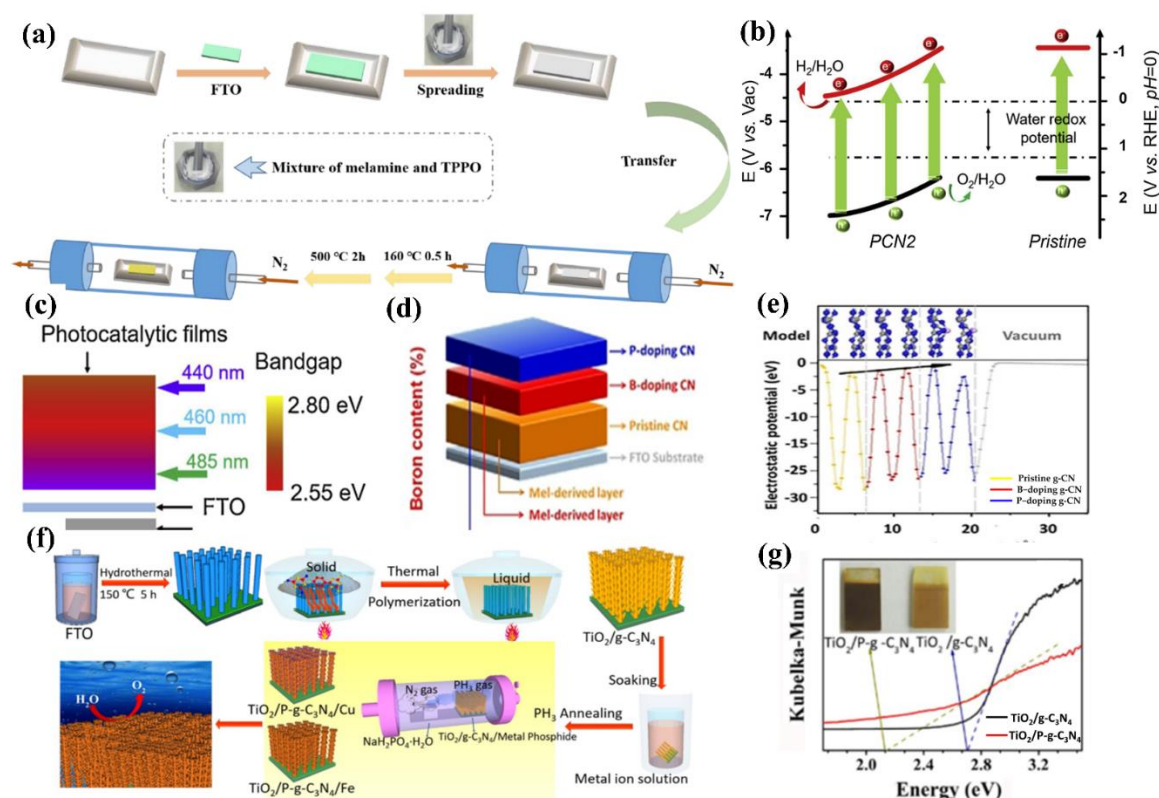 (a)
FTO
Spreading
Mixture of melamine and TPPO
Transfer
N₂
500 °C 2h
160 °C 0.5 h
N₂
(b)
E (V vs. Vac)
-4
-5
-6
-7
H₂/H₂O
e⁻
e⁻
e⁻
e⁻
Water redox
potential
O₂/H₂O
h⁺
h⁺
h⁺
h⁺
PCN2
Pristine
-1
0
1
2
E (V vs. RHE, pH=0)
(c)
Photocatalytic films
440 nm
460 nm
485 nm
FTO
Bandgap
2.80 eV
2.55 eV
(d)
Boron content (%)
P-doping CN
B-doping CN
Pristine CN
FTO Substrate
Mel-derived layer
Mel-derived layer
(e)
Model
Vacuum
Electrostatic potential (eV)
0
-5
-10
-15
-20
-25
-30
Pristine g-CN
B-doping g-CN
P-doping g-CN
0
10
20
30
(f)
FTO
Hydrothermal
150 ℃ 5 h
Solid
Thermal
Polymerization
Liquid
TiO₂/g-C₃N₄
Soaking
Metal ion solution
PH₃ Annealing
N₂ gas
PH₃ gas
NaH₂PO₄·H₂O
TiO₂/g-C₃N₄/Metal Phosphide
TiO₂/P-g-C₃N₄/Cu
TiO₂/P-g-C₃N₄/Fe
H₂O
O₂
(g)
Kubelka-Munk
TiO₂/P-g -C₃N₄
TiO₂ /g-C₃N₄
TiO₂/g-C₃N₄
TiO₂/P-g-C₃N₄
2.0
2.4
2.8
3.2
Energy (eV)